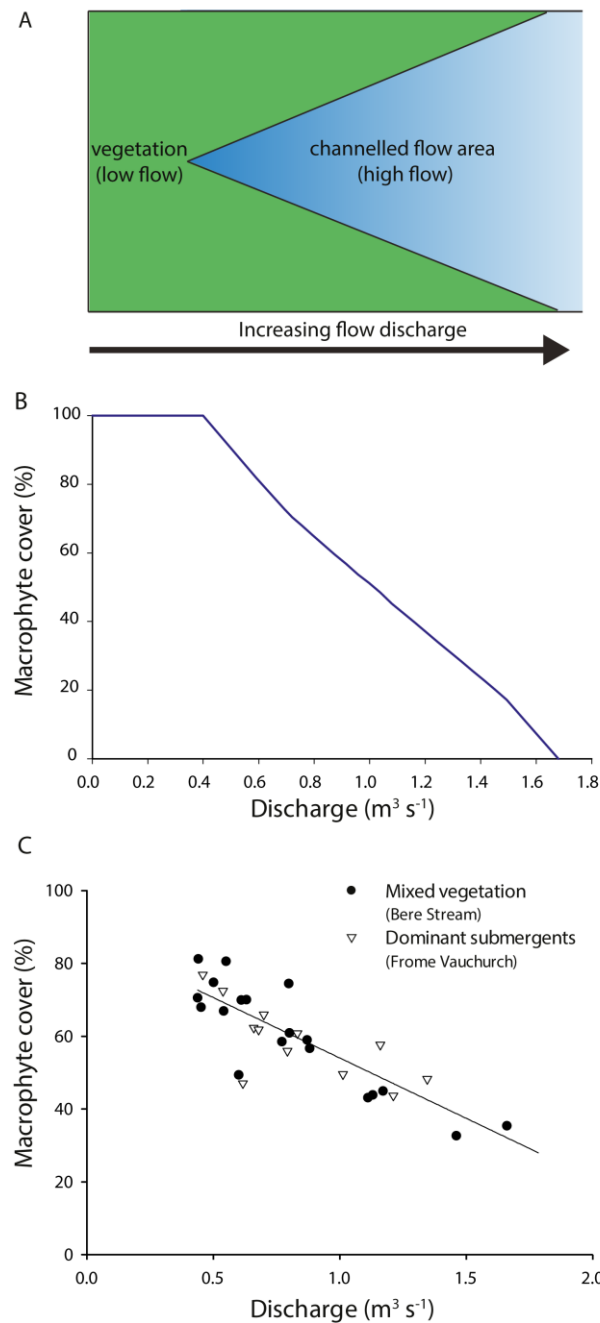 A
vegetation
(low flow)
channelled flow area
(high flow)
Increasing flow discharge
B
Macrophyte cover (%)
100
80
60
40
20
0
0.0 0.2 0.4 0.6 0.8 1.0 1.2 1.4 1.6 1.8
Discharge (m³ s⁻¹)
C
Macrophyte cover (%)
100
80
60
40
20
0
Mixed vegetation
(Bere Stream)
Dominant submergents
(Frome Vauchurch)
0.0 0.5 1.0 1.5 2.0
Discharge (m³ s⁻¹)